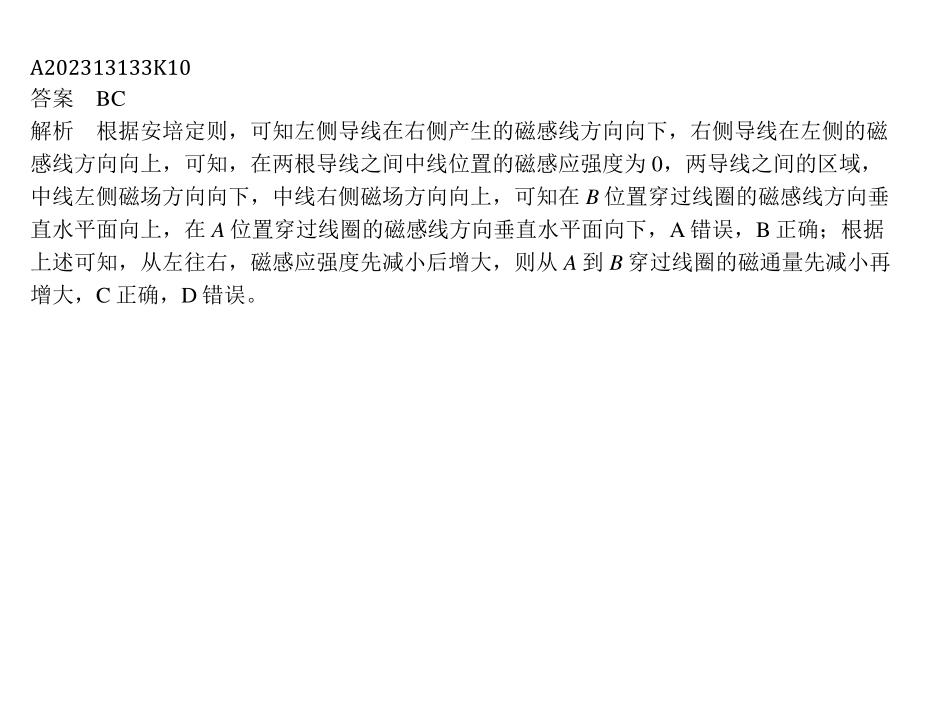 A202313133K10
答案　BC
解析　根据安培定则，可知左侧导线在右侧产生的磁感线方向向下，右侧导线在左侧的磁
感线方向向上，可知，在两根导线之间中线位置的磁感应强度为 0，两导线之间的区域，
中线左侧磁场方向向下，中线右侧磁场方向向上，可知在 B 位置穿过线圈的磁感线方向垂
直水平面向上，在 A 位置穿过线圈的磁感线方向垂直水平面向下，A 错误，B 正确；根据
上述可知，从左往右，磁感应强度先减小后增大，则从 A 到 B 穿过线圈的磁通量先减小再
增大，C 正确，D 错误。